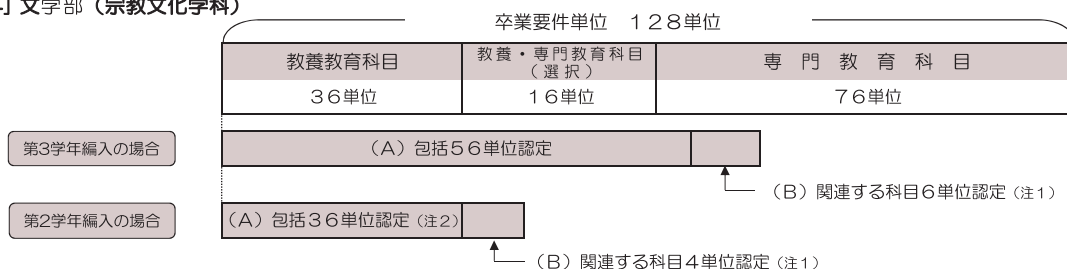 文学部（宗教文化学科）
卒業要件単位　１２８単位
教養教育科目
教養・専門教育科目
（選択）
専門教育科目
３６単位
１６単位
７６単位
第3学年編入の場合
（Ａ）包括５６単位認定
（Ｂ）関連する科目６単位認定（注１）
第2学年編入の場合
（Ａ）包括３６単位認定（注２）
（Ｂ）関連する科目４単位認定（注１）